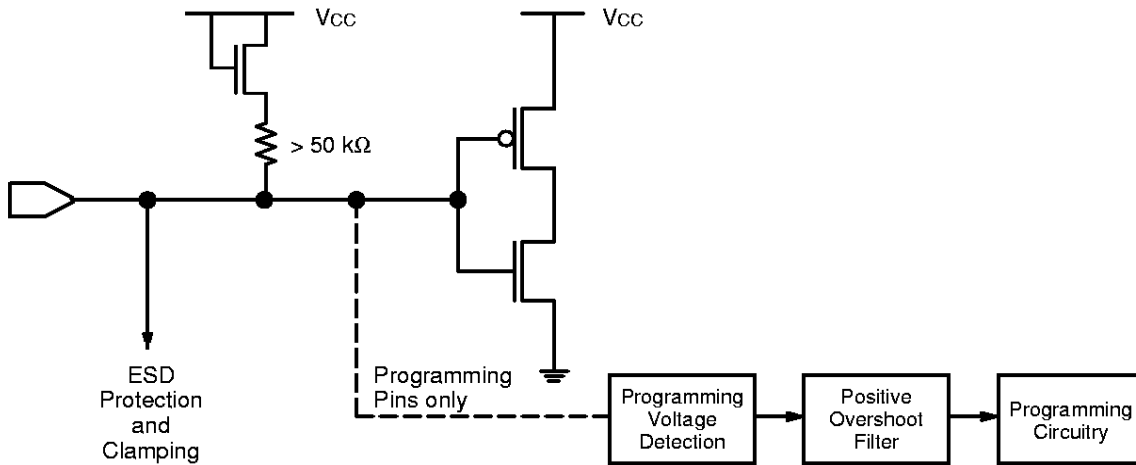 VCC
VCC
> 50 kΩ
ESD
Protection
and
Clamping
Programming
Pins only
Programming
Voltage
Detection
Positive
Overshoot
Filter
Programming
Circuitry